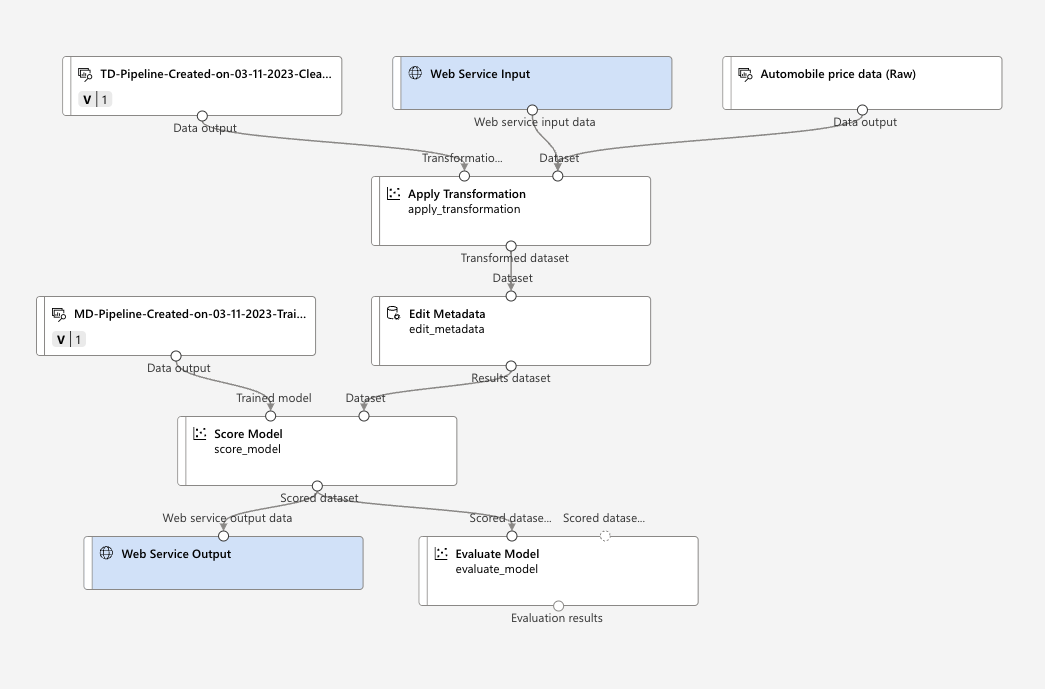 TD-Pipeline-Created-on-03-11-2023-Clea...
V 1
Data output
Web Service Input
Web service input data
Automobile price data (Raw)
Data output
Transformatio...
Dataset
Apply Transformation
apply_transformation
Transformed dataset
Dataset
MD-Pipeline-Created-on-03-11-2023-Trai...
V 1
Data output
Edit Metadata
edit_metadata
Results dataset
Trained model
Dataset
Score Model
score_model
Scored dataset
Web service output data
Scored datase...
Scored datase...
Web Service Output
Evaluate Model
evaluate_model
Evaluation results